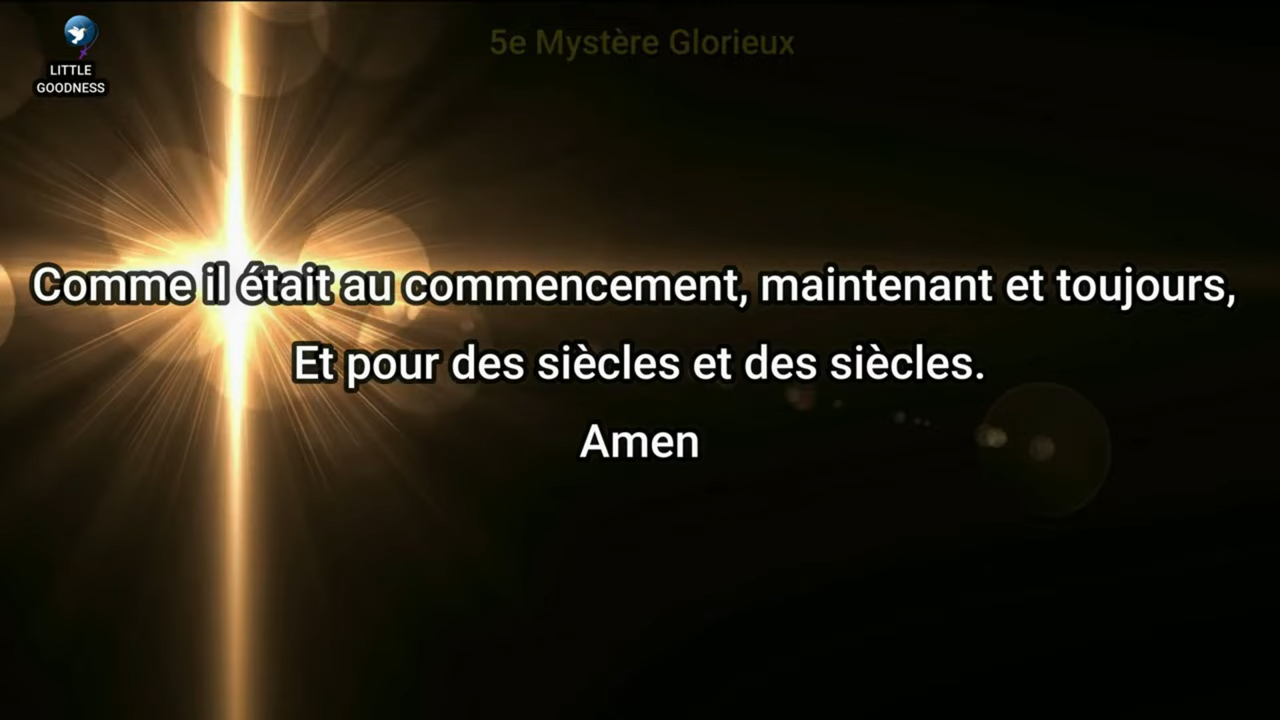 LITTLE
GOODNESS
5e Mystère Glorieux
Comme il était au commencement, maintenant et toujours,
Et pour des siècles et des siècles.
Amen